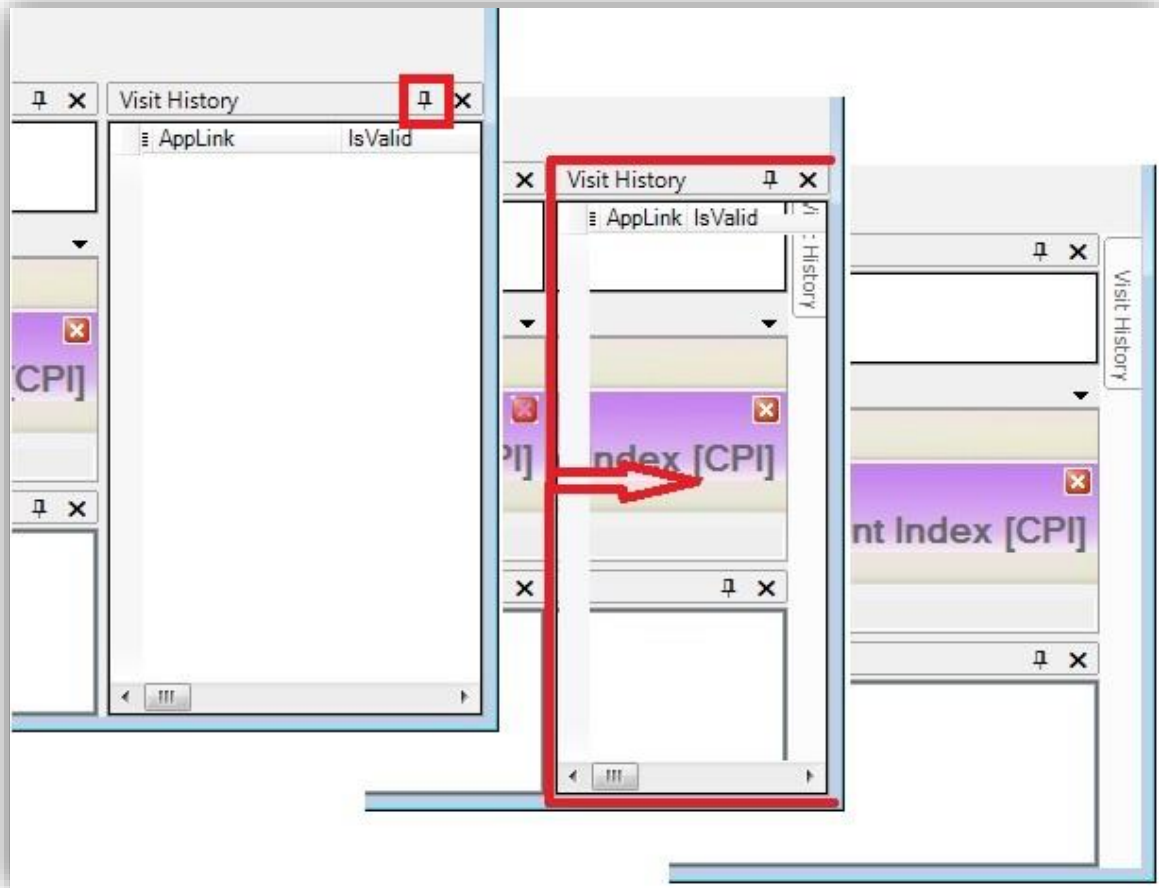 Visit History
AppLink IsValid
[CPI]
Visit History
AppLink IsValid
History
PI]
ndex [CPI]
Visit History
nt Index [CPI]